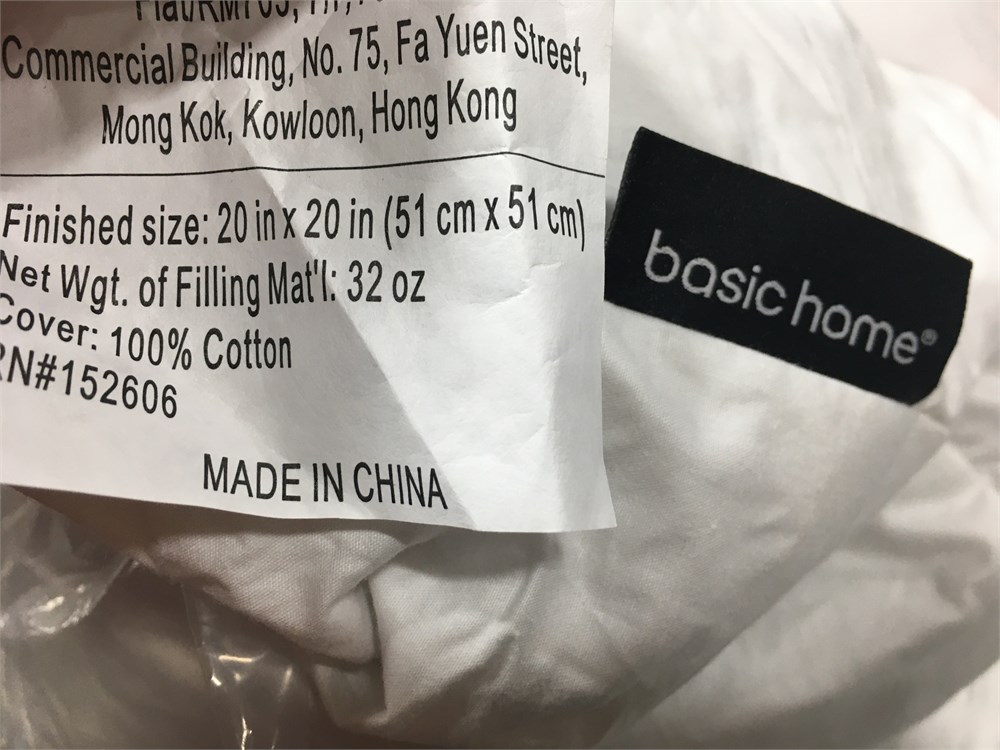 Commercial Building, No. 75, Fa Yuen Street,
Mong Kok, Kowloon, Hong Kong
Finished size: 20 in x 20 in (51 cm x 51 cm)
Net Wgt. of Filling Mat'l: 32 oz
Cover: 100% Cotton
RN#152606
MADE IN CHINA
basic home®